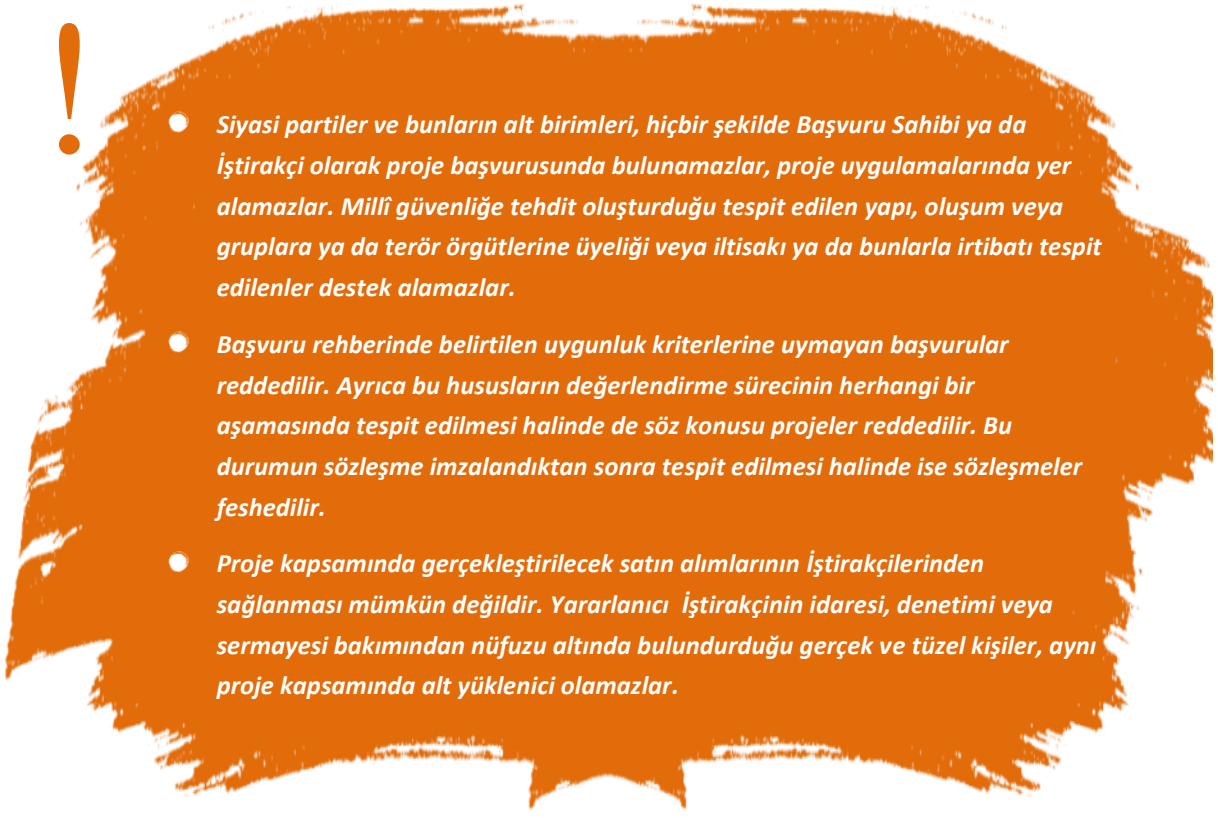 !
● Siyasi partiler ve bunların alt birimleri, hiçbir şekilde Başvuru Sahibi ya da
İştirakçi olarak proje başvurusunda bulunamazlar, proje uygulamalarında yer
alamazlar. Millî güvenliğe tehdit oluşturduğu tespit edilen yapı, oluşum veya
gruplara ya da terör örgütlerine üyeliği veya iltisakı ya da bunlarla irtibatı tespit
edilenler destek alamazlar.
● Başvuru rehberinde belirtilen uygunluk kriterlerine uymayan başvurular
reddedilir. Ayrıca bu hususların değerlendirme sürecinin herhangi bir
aşamasında tespit edilmesi halinde de söz konusu projeler reddedilir. Bu
durumun sözleşme imzalandıktan sonra tespit edilmesi halinde ise sözleşmeler
feshedilir.
● Proje kapsamında gerçekleştirilecek satın alımlarının İştirakçilerinden
sağlanması mümkün değildir. Yararlanıcı  İştirakçinin idaresi, denetimi veya
sermayesi bakımından nüfuzu altında bulundurduğu gerçek ve tüzel kişiler, aynı
proje kapsamında alt yüklenici olamazlar.